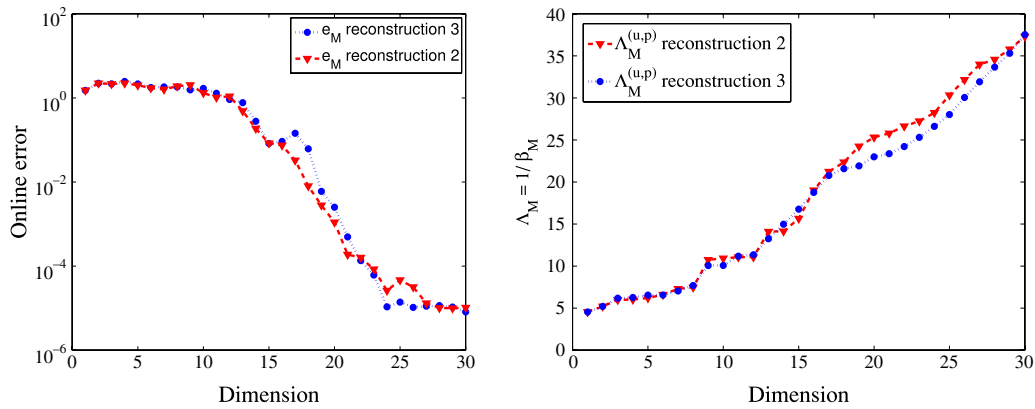 10^2
10^0
10^-2
10^-4
10^-6
Online error
0 5 10 15 20 25 30
Dimension
e_M reconstruction 3
e_M reconstruction 2
40
35
30
25
20
15
10
5
0
Λ_M = 1/β_M
0 5 10 15 20 25 30
Dimension
Λ_M^(u,p) reconstruction 2
Λ_M^(u,p) reconstruction 3